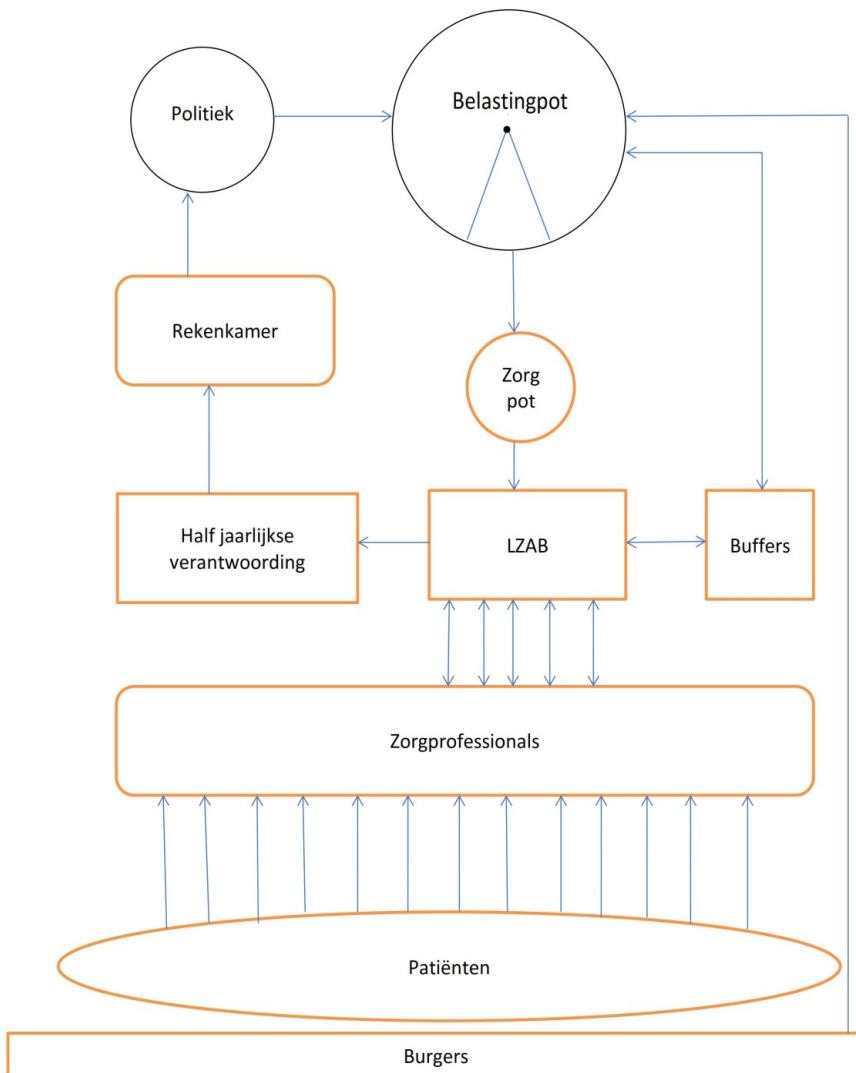 Politiek
Belastingpot
Rekenkamer
Zorg
pot
Half jaarlijkse
verantwoording
LZAB
Buffers
Zorgprofessionals
Patiënten
Burgers